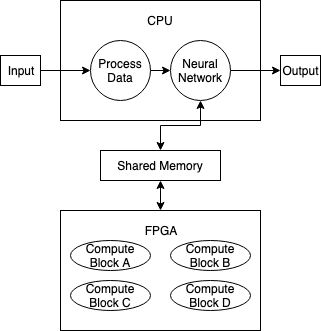 CPU
Input
Process
Data
Neural
Network
Output
Shared Memory
FPGA
Compute
Block A
Compute
Block B
Compute
Block C
Compute
Block D